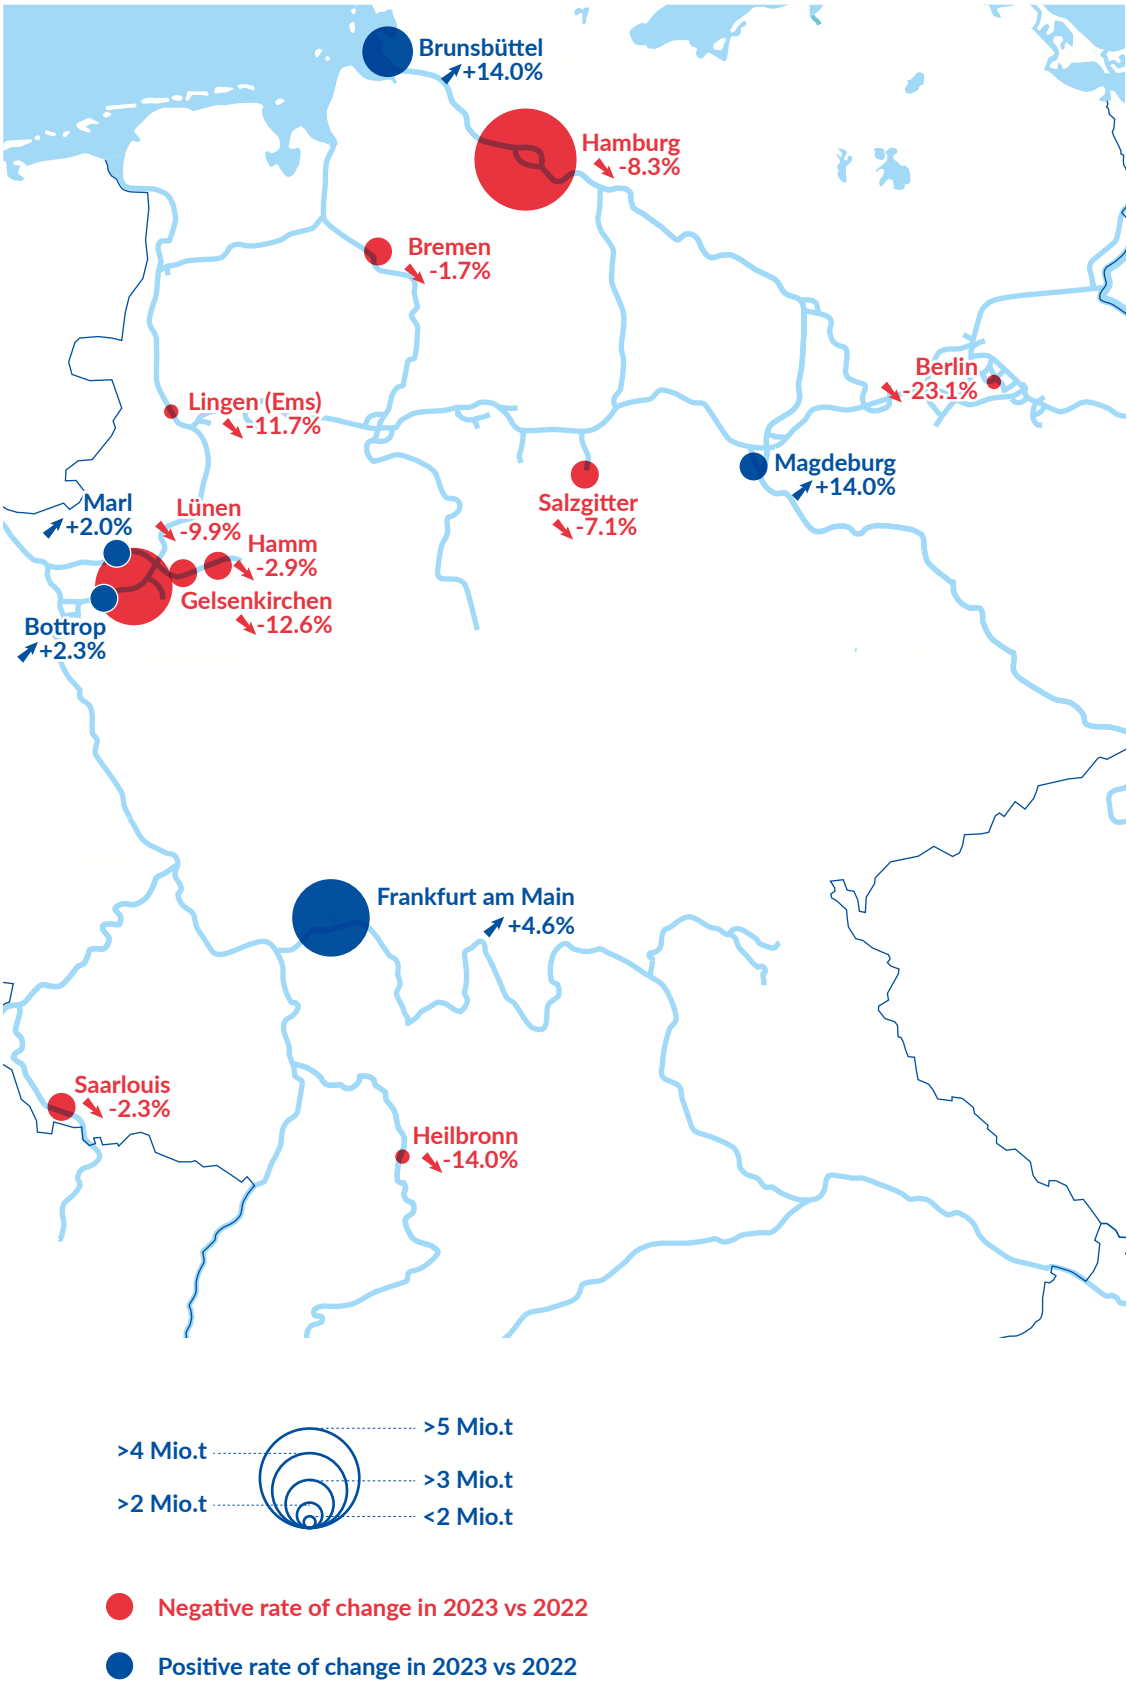 Brunsbüttel
+14.0%
Hamburg
-8.3%
Bremen
-1.7%
Berlin
-23.1%
Lingen (Ems)
-11.7%
Magdeburg
+14.0%
Salzgitter
-7.1%
Marl
+2.0%
Lünen
-9.9%
Hamm
-2.9%
Gelsenkirchen
-12.6%
Bottrop
+2.3%
Frankfurt am Main
+4.6%
Saarlouis
-2.3%
Heilbronn
-14.0%
>5 Mio.t
>4 Mio.t
>3 Mio.t
>2 Mio.t
<2 Mio.t
Negative rate of change in 2023 vs 2022
Positive rate of change in 2023 vs 2022